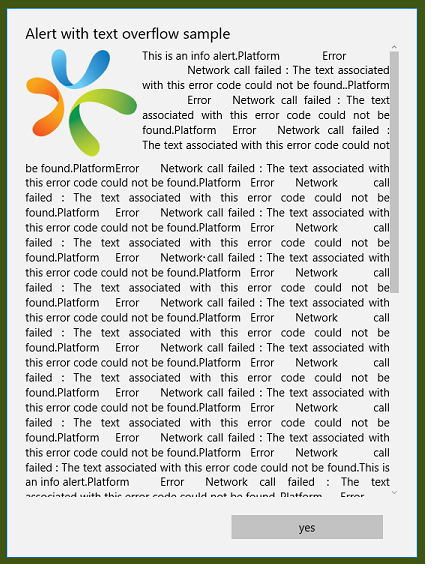 Alert with text overflow sample
This is an info alert.Platform Error
Network call failed : The text associated
with this error code could not be found..Platform
Error Network call failed : The text
associated with this error code could not be
found.Platform Error Network call failed :
The text associated with this error code could not
be found.PlatformError Network call failed : The text associated with
this error code could not be found.Platform Error Network call
failed : The text associated with this error code could not be
found.Platform Error Network call failed : The text associated with
this error code could not be found.Platform Error Network call
failed : The text associated with this error code could not be
found.Platform Error Network call failed : The text associated with
this error code could not be found.Platform Error Network call
failed : The text associated with this error code could not be
found.Platform Error Network call failed : The text associated with
this error code could not be found.Platform Error Network call
failed : The text associated with this error code could not be
found.Platform Error Network call failed : The text associated with
this error code could not be found.Platform Error Network call
failed : The text associated with this error code could not be
found.Platform Error Network call failed : The text associated with
this error code could not be found.Platform Error Network call
failed : The text associated with this error code could not be
found.Platform Error Network call failed : The text associated with
this error code could not be found.Platform Error Network call
failed : The text associated with this error code could not be found.This is
an info alert.Platform Error Network call failed : The text
associated with this error code could not be found..Platform Error
yes